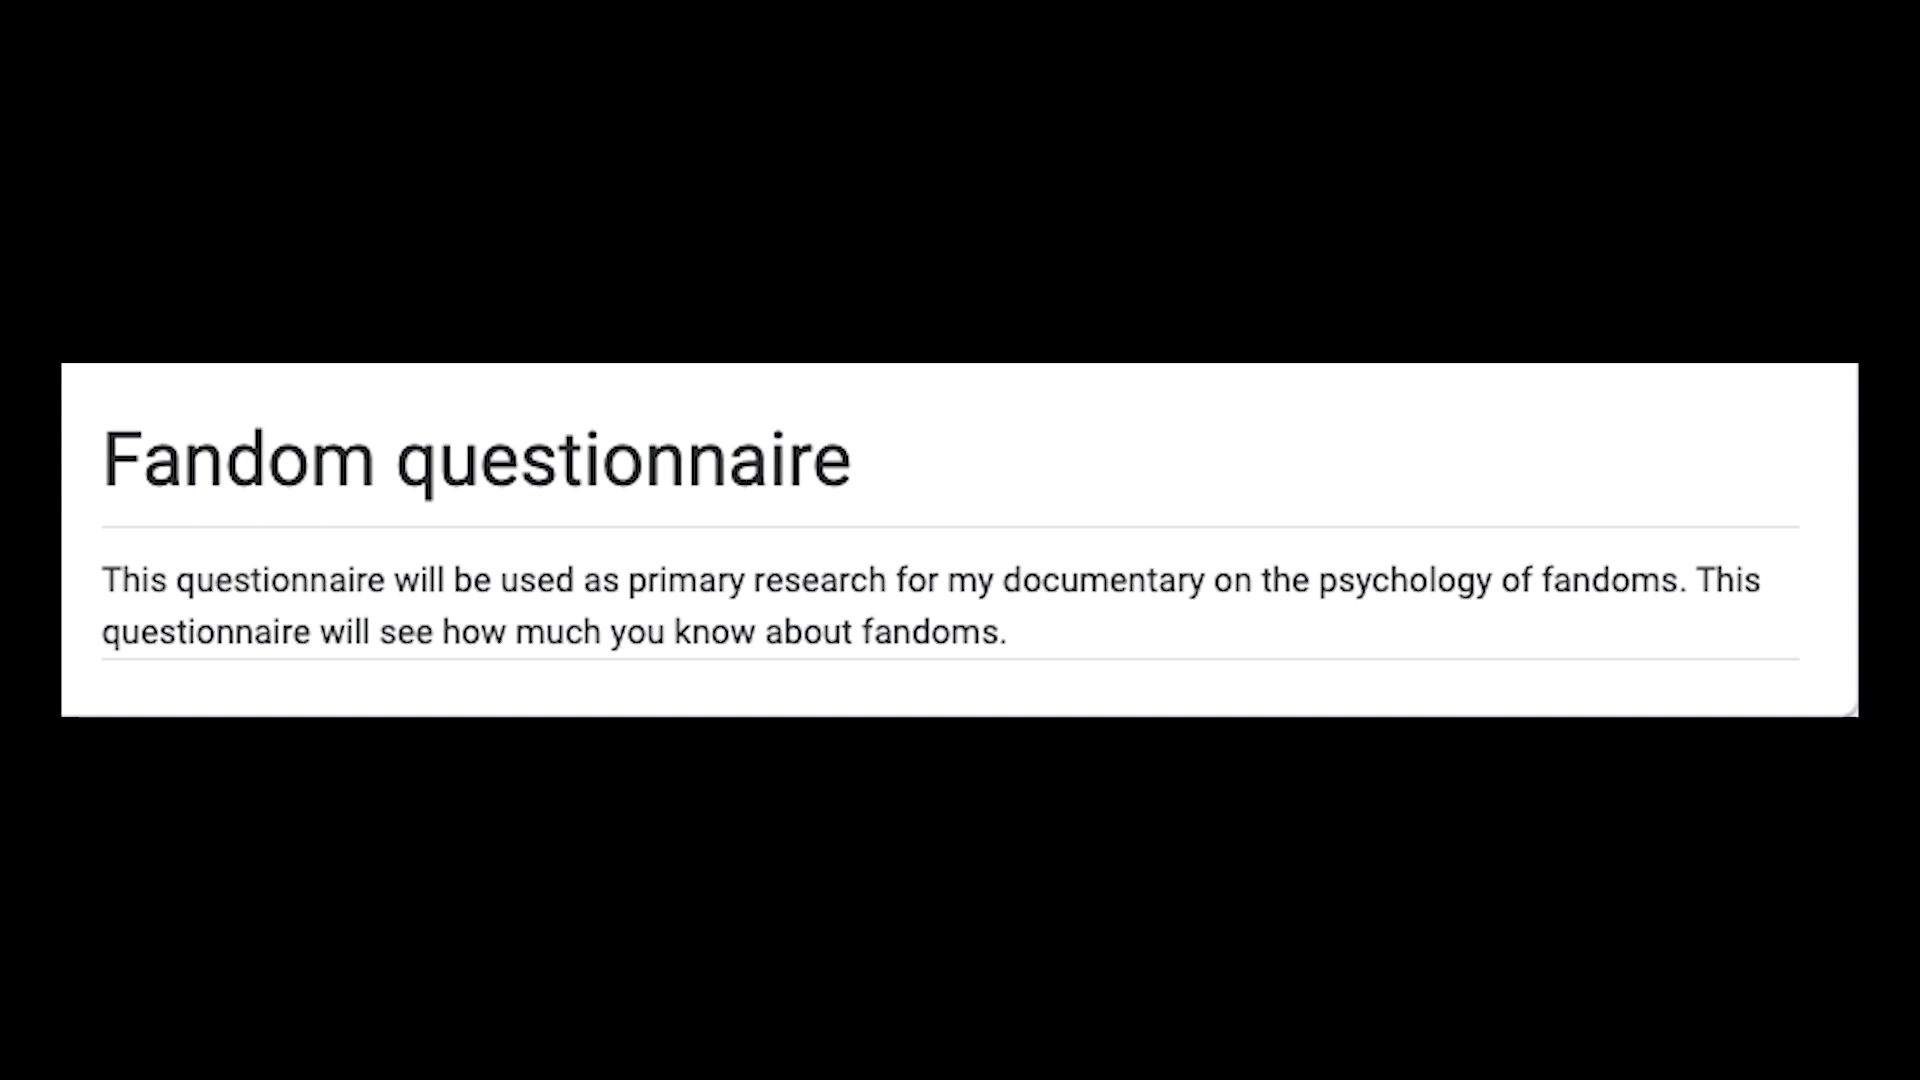 Fandom questionnaire
This questionnaire will be used as primary research for my documentary on the psychology of fandoms. This
questionnaire will see how much you know about fandoms.